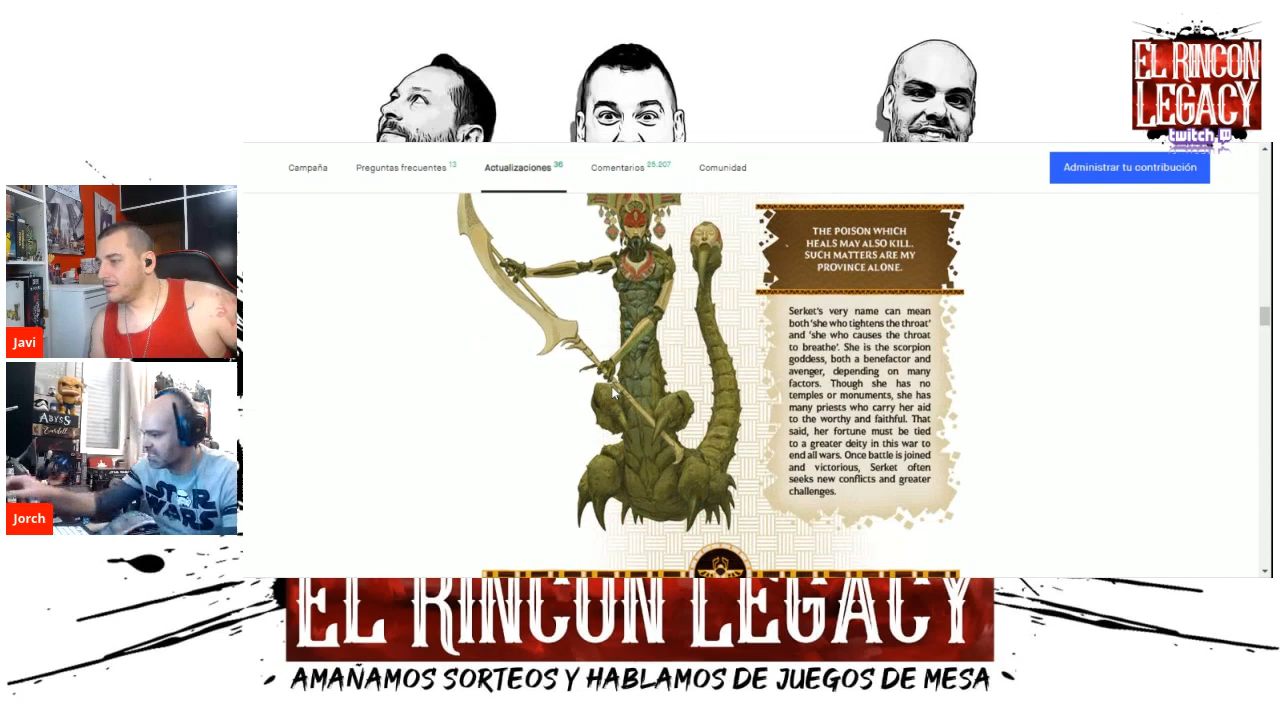 EL RINCON
LEGACY
twitch
Campaña
Preguntas frecuentes 13
Actualizaciones 36
Comentarios 25.207
Comunidad
Administrar tu contribución
THE POISON WHICH
HEALS MAY ALSO KILL.
SUCH MATTERS ARE MY
PROVINCE ALONE.
Serket's very name can mean
both 'she who tightens the throat'
and 'she who causes the throat
to breathe'. She is the scorpion
goddess, both a benefactor and
avenger, depending on many
factors. Though she has no
temples or monuments, she has
many priests who carry her aid
to the worthy and faithful. That
said, her fortune must be tied
to a greater deity in this war to
end all wars. Once battle is joined
and victorious, Serket often
seeks new conflicts and greater
challenges.
Javi
ABYSS
STAR
WARS
Jorch
EL RINCON LEGACY
AMAÑAMOS SORTEOS Y HABLAMOS DE JUEGOS DE MESA